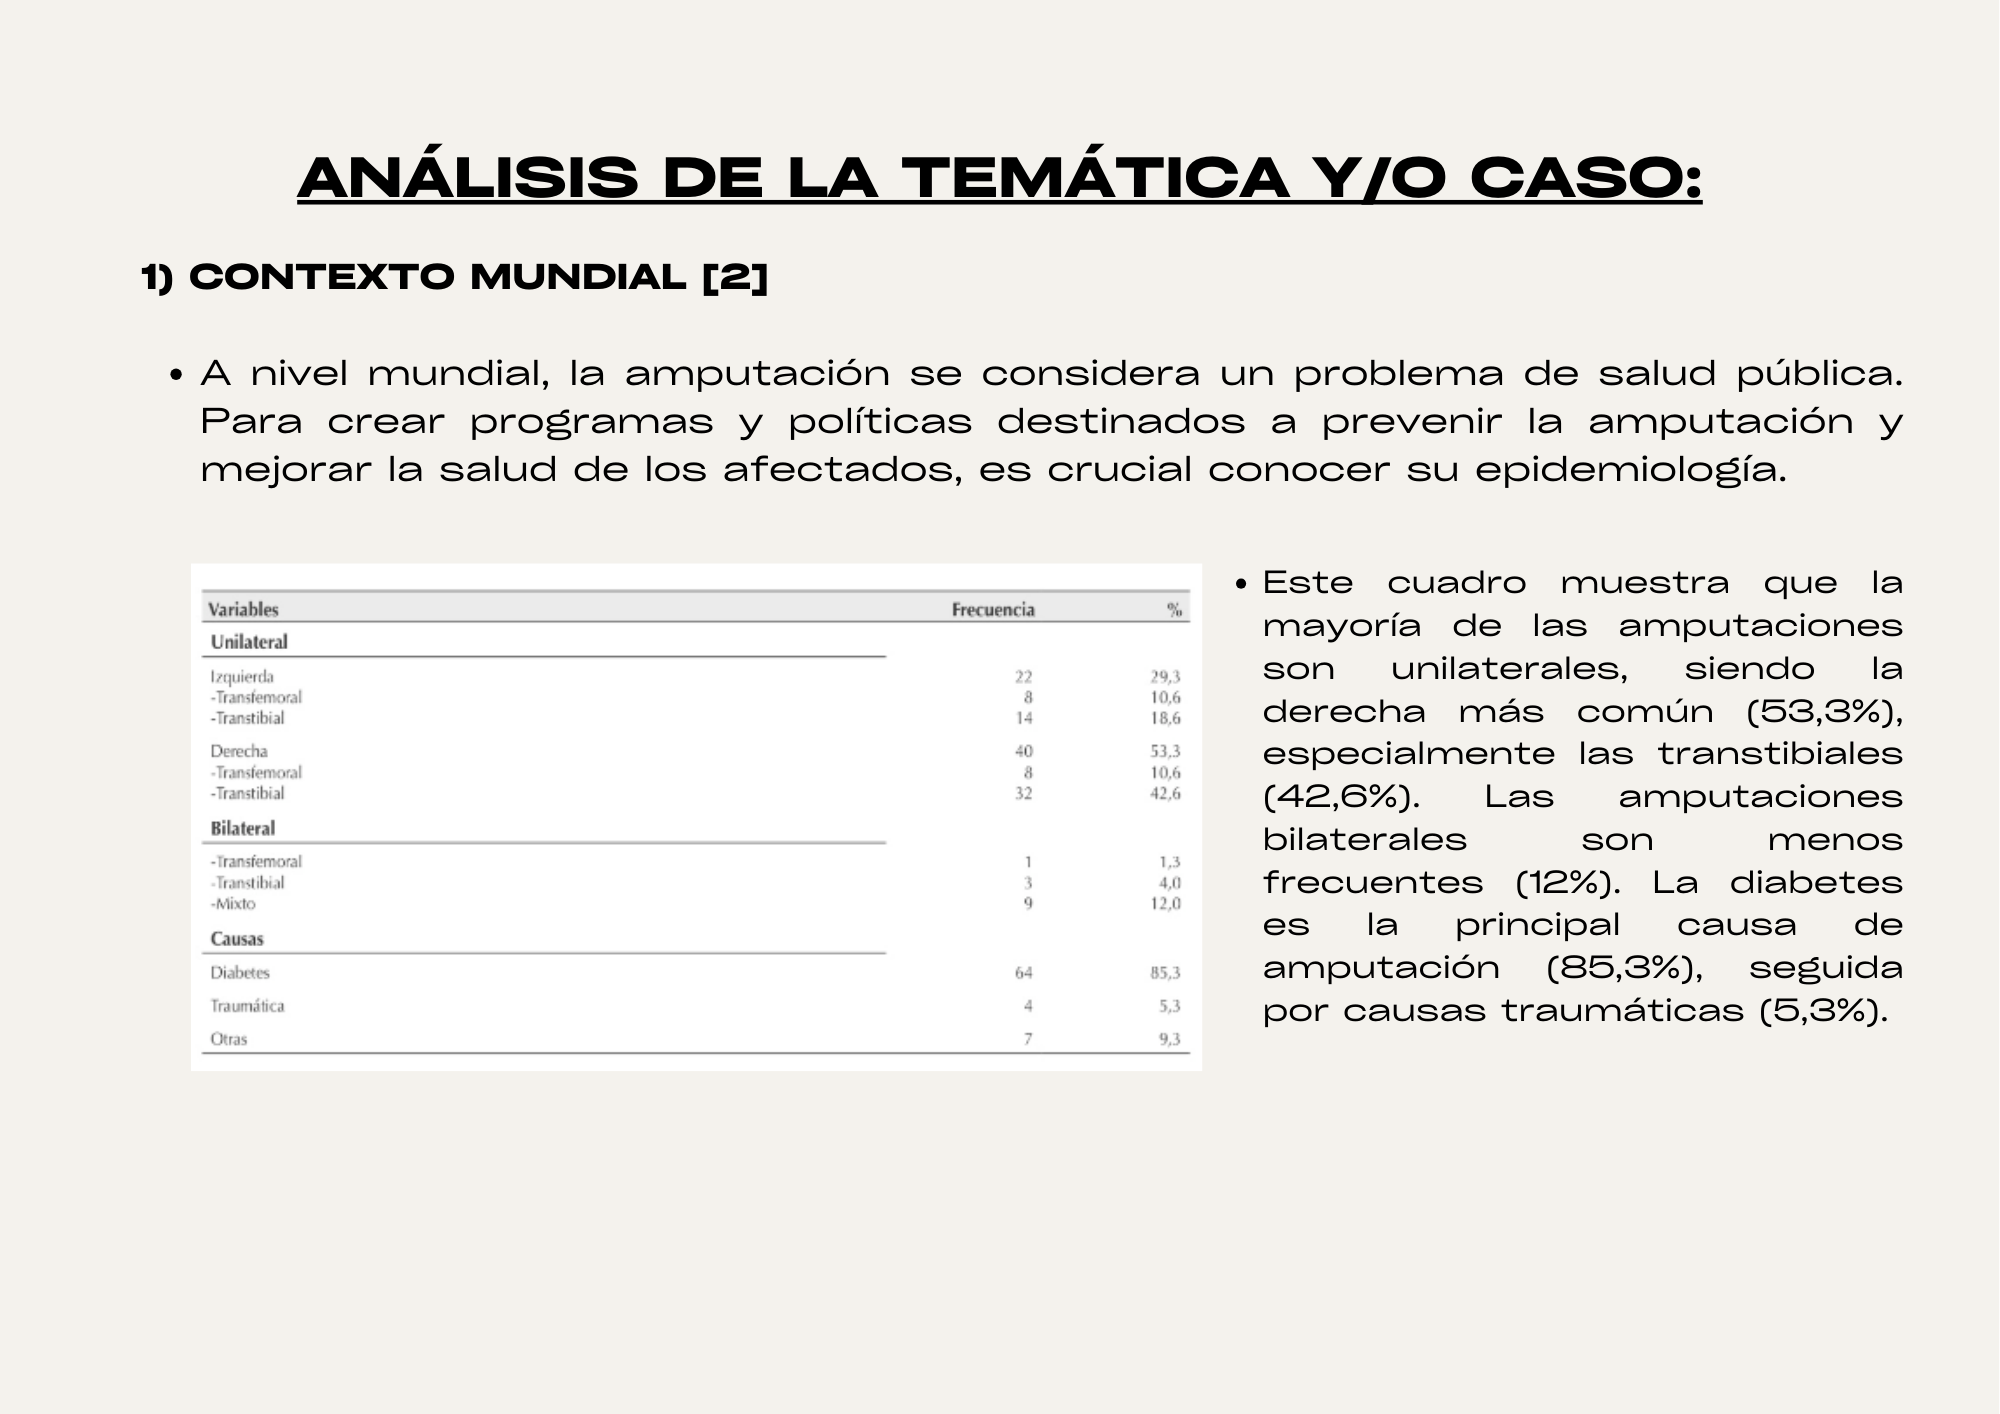 ANÁLISIS DE LA TEMÁTICA Y/O CASO:
1) CONTEXTO MUNDIAL [2]
• A nivel mundial, la amputación se considera un problema de salud pública.
Para crear programas y políticas destinados a prevenir la amputación y
mejorar la salud de los afectados, es crucial conocer su epidemiología.
Variables Frecuencia %
Unilateral
Izquierda 22 29,3
-Transfemoral 8 10,6
-Transtibial 14 18,6
Derecha 40 53,3
-Transfemoral 8 10,6
-Transtibial 32 42,6
Bilateral
-Transfemoral 1 1,3
-Transtibial 3 4,0
-Mixto 9 12,0
Causas
Diabetes 64 85,3
Traumática 4 5,3
Otras 7 9,3
• Este cuadro muestra que la
mayoría de las amputaciones
son unilaterales, siendo la
derecha más común (53,3%),
especialmente las transtibiales
(42,6%). Las amputaciones
bilaterales son menos
frecuentes (12%). La diabetes
es la principal causa de
amputación (85,3%), seguida
por causas traumáticas (5,3%).